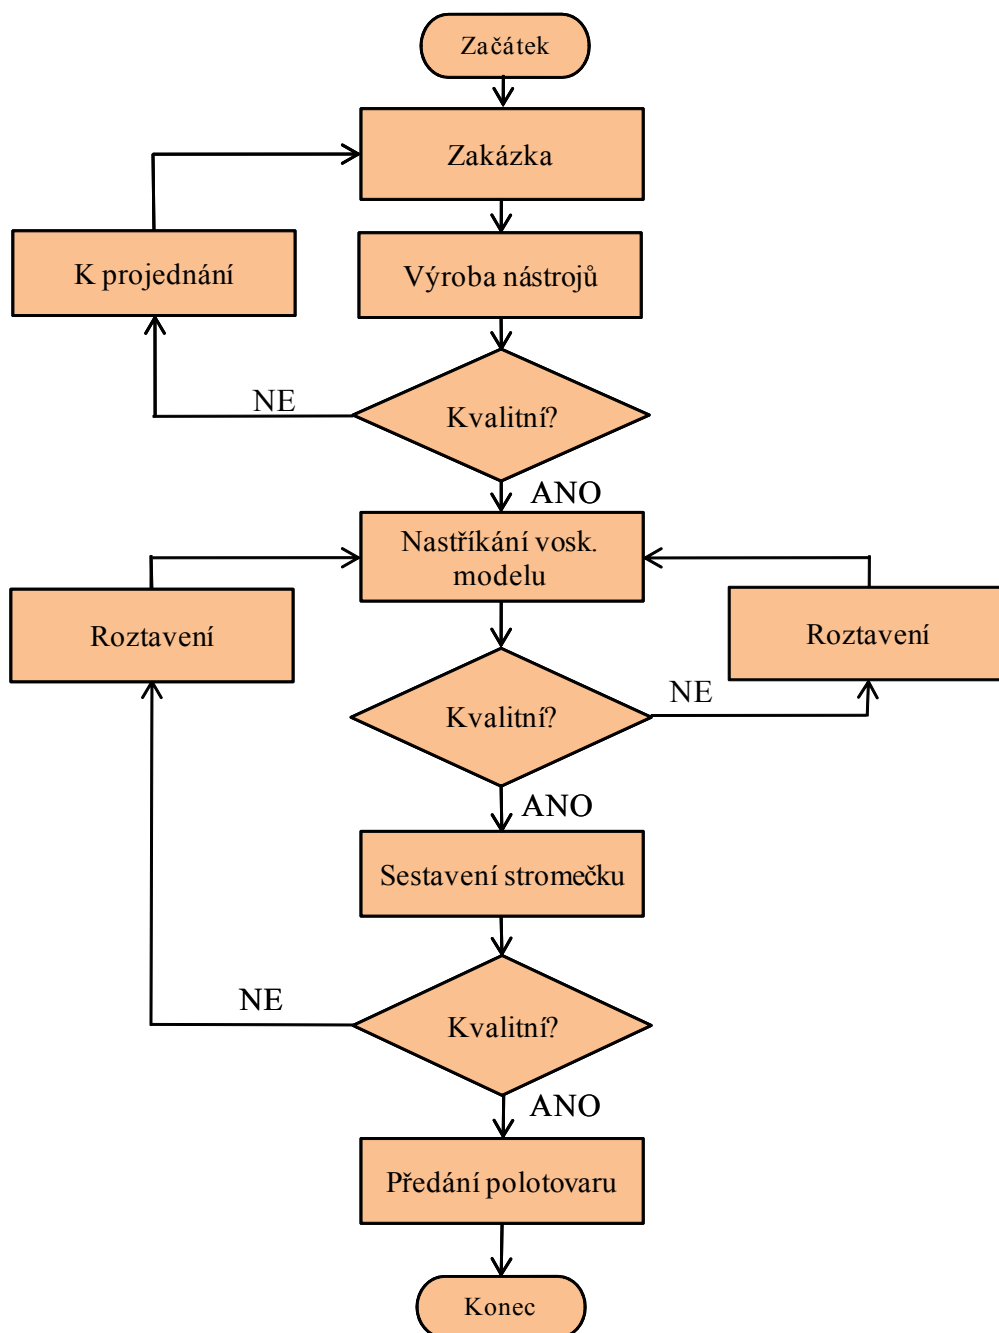 Začátek
Zakázka
K projednání
Výroba nástrojů
NE
Kvalitní?
ANO
Nastříkání vosk.
modelu
Roztavení
Roztavení
NE
Kvalitní?
ANO
Sestavení stromečku
NE
Kvalitní?
ANO
Předání polotovaru
Konec